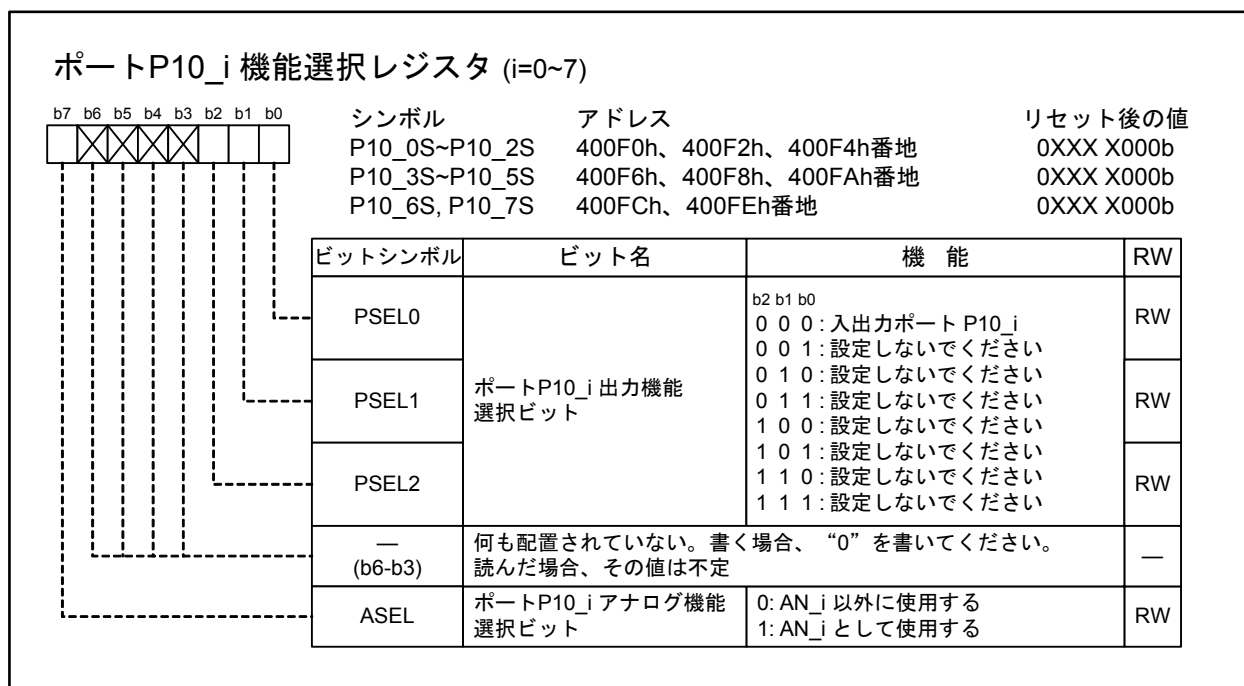 ポートP10_i 機能選択レジスタ (i=0~7)
b7 b6 b5 b4 b3 b2 b1 b0
シンボル アドレス リセット後の値
P10_0S~P10_2S 400F0h、400F2h、400F4h番地 0XXX X000b
P10_3S~P10_5S 400F6h、400F8h、400FAh番地 0XXX X000b
P10_6S, P10_7S 400FCh、400FEh番地 0XXX X000b
ビットシンボル ビット名 機 能 RW
PSEL0 RW
PSEL1 RW
PSEL2 RW
ポートP10_i 出力機能
選択ビット
b2 b1 b0
0 0 0 : 入出力ポート P10_i
0 0 1 : 設定しないでください
0 1 0 : 設定しないでください
0 1 1 : 設定しないでください
1 0 0 : 設定しないでください
1 0 1 : 設定しないでください
1 1 0 : 設定しないでください
1 1 1 : 設定しないでください
—
(b6-b3)
何も配置されていない。書く場合、“0”を書いてください。
読んだ場合、その値は不定
—
ASEL
ポートP10_i アナログ機能
選択ビット
0: AN_i 以外に使用する
1: AN_i として使用する
RW